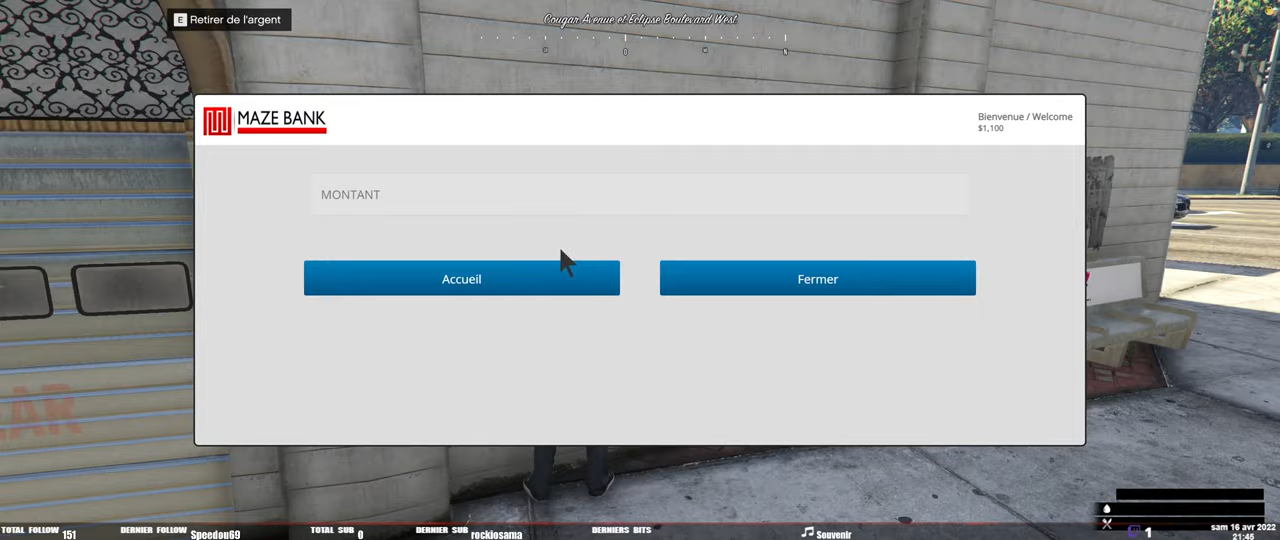 E Retirer de l'argent
Cougar Avenue et Eclipse Boulevard West
MAZE BANK
Bienvenue / Welcome
$1,100
MONTANT
Accueil
Fermer
AR
TOTAL FOLLOW 151
DERNIER FOLLOW Speedou69
TOTAL SUB 0
DERNIER SUB rockiosama
DERNIERS BITS
Souvenir
1
sam 16 avr 2022
21:45